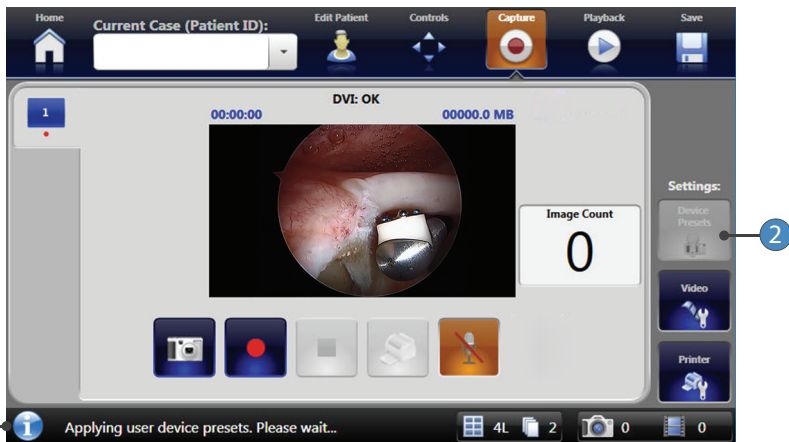 Home
Current Case (Patient ID):
Edit Patient
Controls
Capture
Playback
Save
1
DVI: OK
00:00:00
00000.0 MB
Image Count
0
Settings:
Device
Presets
2
Video
Printer
Applying user device presets. Please wait...
4L
2
0
0